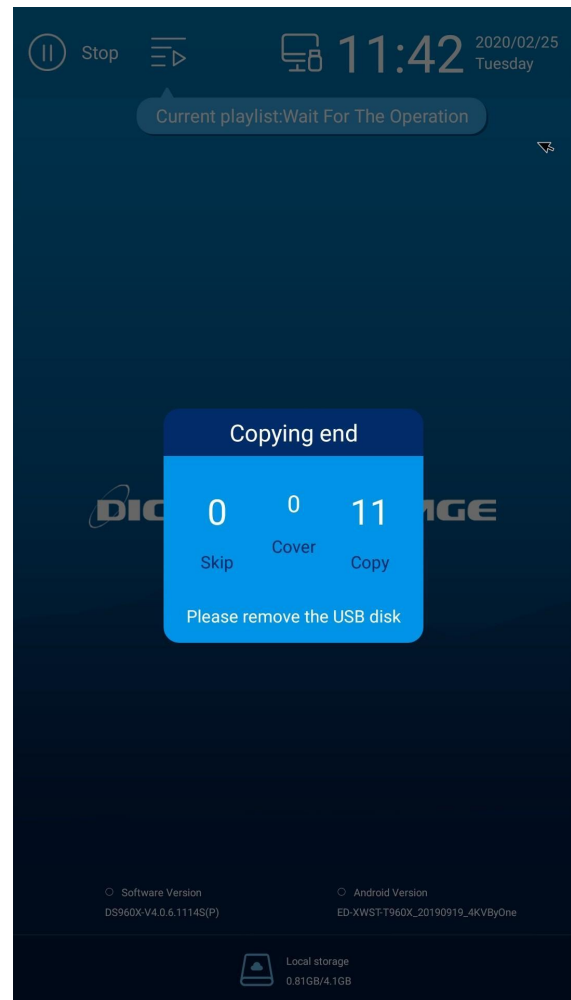 Stop
11:42
2020/02/25
Tuesday
Current playlist:Wait For The Operation
Copying end
0
0
11
Skip
Cover
Copy
Please remove the USB disk
Software Version
DS960X-V4.0.6.1114S(P)
Android Version
ED-XWST-T960X_20190919_4KVByOne
Local storage
0.81GB/4.1GB